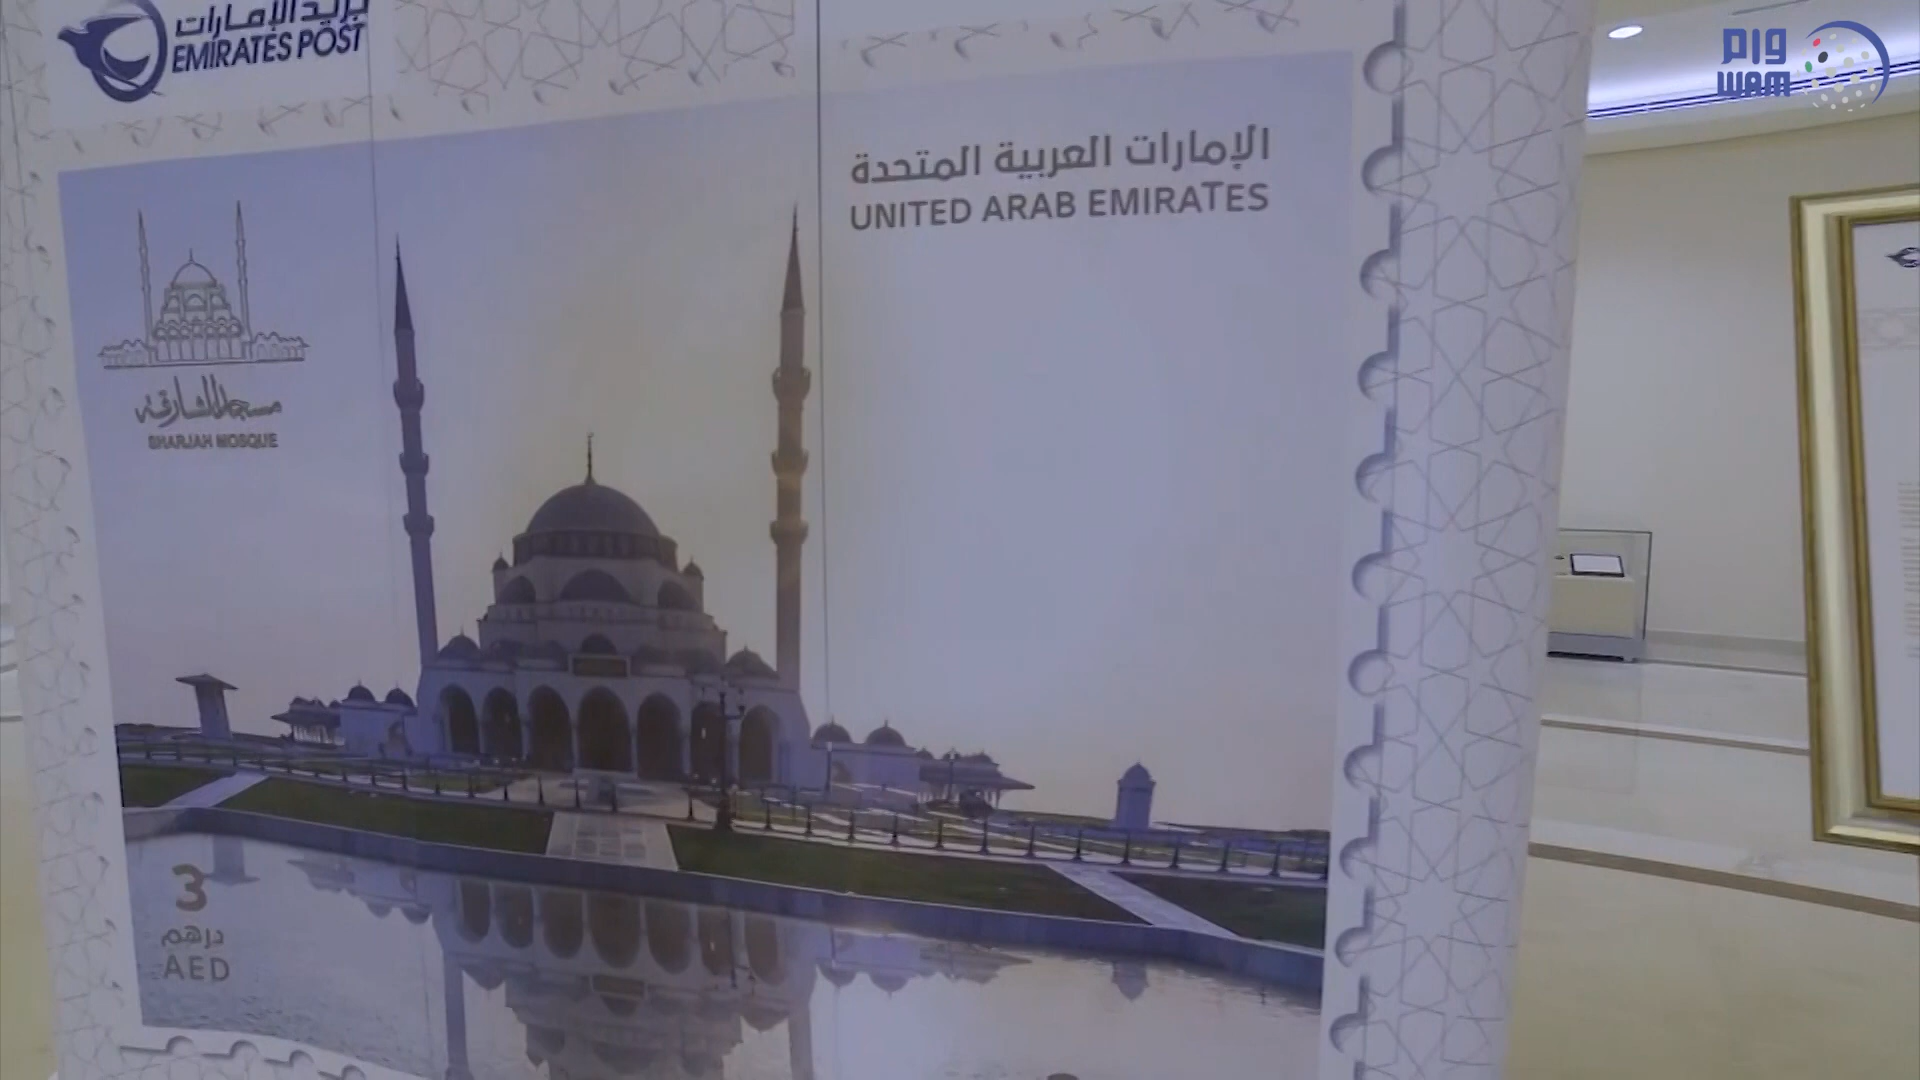 بريد الإمارات
EMIRATES POST
وام
WAM
الإمارات العربية المتحدة
UNITED ARAB EMIRATES
مسجد الشارقة
SHARJAH MOSQUE
3
درهم
AED